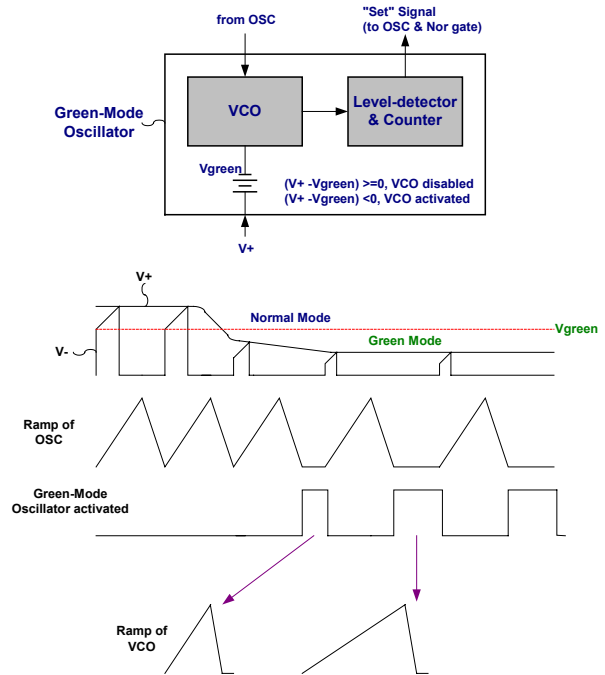 "Set" Signal
(to OSC & Nor gate)
from OSC
Green-Mode
Oscillator
VCO
Level-detector
& Counter
Vgreen
(V+ -Vgreen) >=0, VCO disabled
(V+ -Vgreen) <0, VCO activated
V+
V+
Normal Mode
Vgreen
Green Mode
V-
Ramp of
OSC
Green-Mode
Oscillator activated
Ramp of
VCO